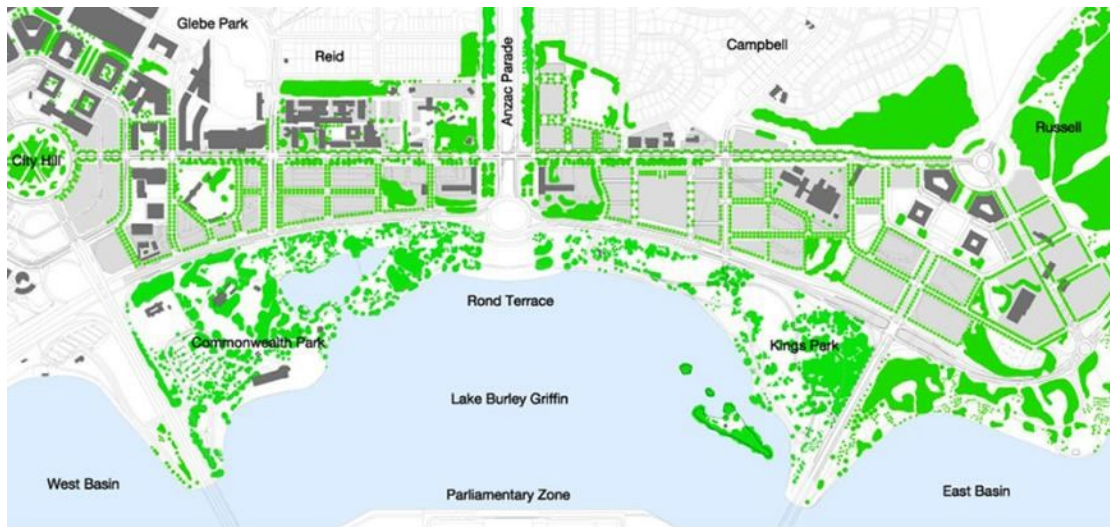 Glebe Park
Reid
Anzac Parade
Campbell
Russell
City Hill
Rond Terrace
Commonwealth Park
Kings Park
Lake Burley Griffin
West Basin
Parliamentary Zone
East Basin